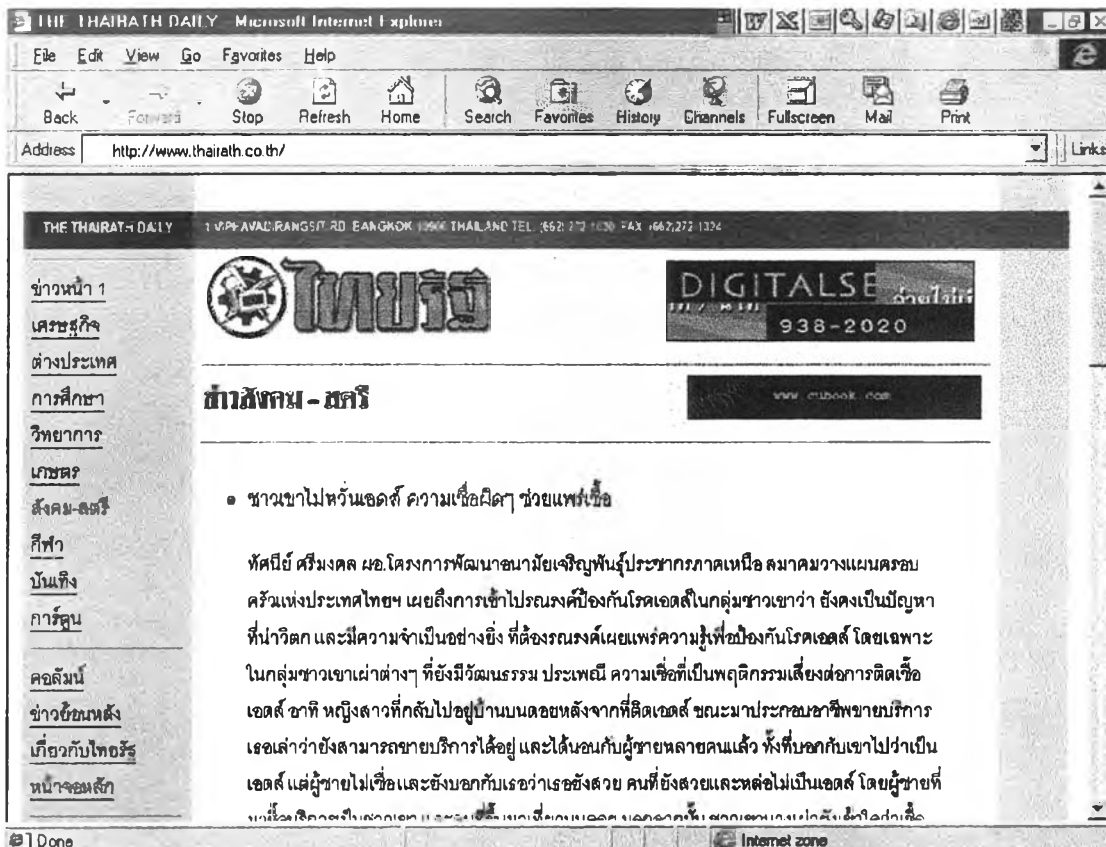 THE THAIRATH DAILY Microsoft Internet Explorer
File Edit View Go Favorites Help
Back Forward Stop Refresh Home Search Favorites History Channels Fullscreen Mail Print
Address http://www.thairath.co.th/ Links
THE THAIRATH DAILY RANGSIT RD. BANGKOK THAILAND TEL.
ไทยรัฐ
DIGITALSE
938-2020
ข่าวหน้า 1
เศรษฐกิจ
ต่างประเทศ
การศึกษา
วิทยาการ
เกษตร
สังคม-สตรี
กีฬา
บันเทิง
การ์ตูน
คอลัมน์
ข่าวย้อนหลัง
เกี่ยวกับไทยรัฐ
หน้าจอหลัก
ข่าวสังคม - สตรี
www.cubook.com
• ชาวเขาไม่หวั่นเอดส์ ความเชื่อผิดๆ ช่วยแพร่เชื้อ
ทัศนีย์ ศรีมงคล ผอ.โครงการพัฒนาอนามัยเจริญพันธุ์ประชากรภาคเหนือ สมาคมวางแผนครอบ
ครัวแห่งประเทศไทยฯ เผยถึงการเข้าไปรณรงค์ป้องกันโรคเอดส์ในกลุ่มชาวเขาว่า ยังคงเป็นปัญหา
ที่น่าวิตก และมีความจำเป็นอย่างยิ่ง ที่ต้องรณรงค์เผยแพร่ความรู้เพื่อป้องกันโรคเอดส์ โดยเฉพาะ
ในกลุ่มชาวเขาเผ่าต่างๆ ที่ยังมีวัฒนธรรม ประเพณี ความเชื่อที่เป็นพฤติกรรมเสี่ยงต่อการติดเชื้อ
เอดส์ อาทิ หญิงสาวที่กลับไปอยู่บ้านบนดอยหลังจากที่ติดเอดส์ ขณะมาประกอบอาชีพขายบริการ
เธอเล่าว่ายังสามารถขายบริการได้อยู่ และได้นอนกับผู้ชายหลายคนแล้ว ทั้งที่บอกกับเขาไปว่าเป็น
เอดส์ แต่ผู้ชายไม่เชื่อและยังบอกกับเธอว่าเธอยังสวย คนที่ยังสวยและหล่อไม่เป็นเอดส์ โดยผู้ชายที่
Done Internet zone